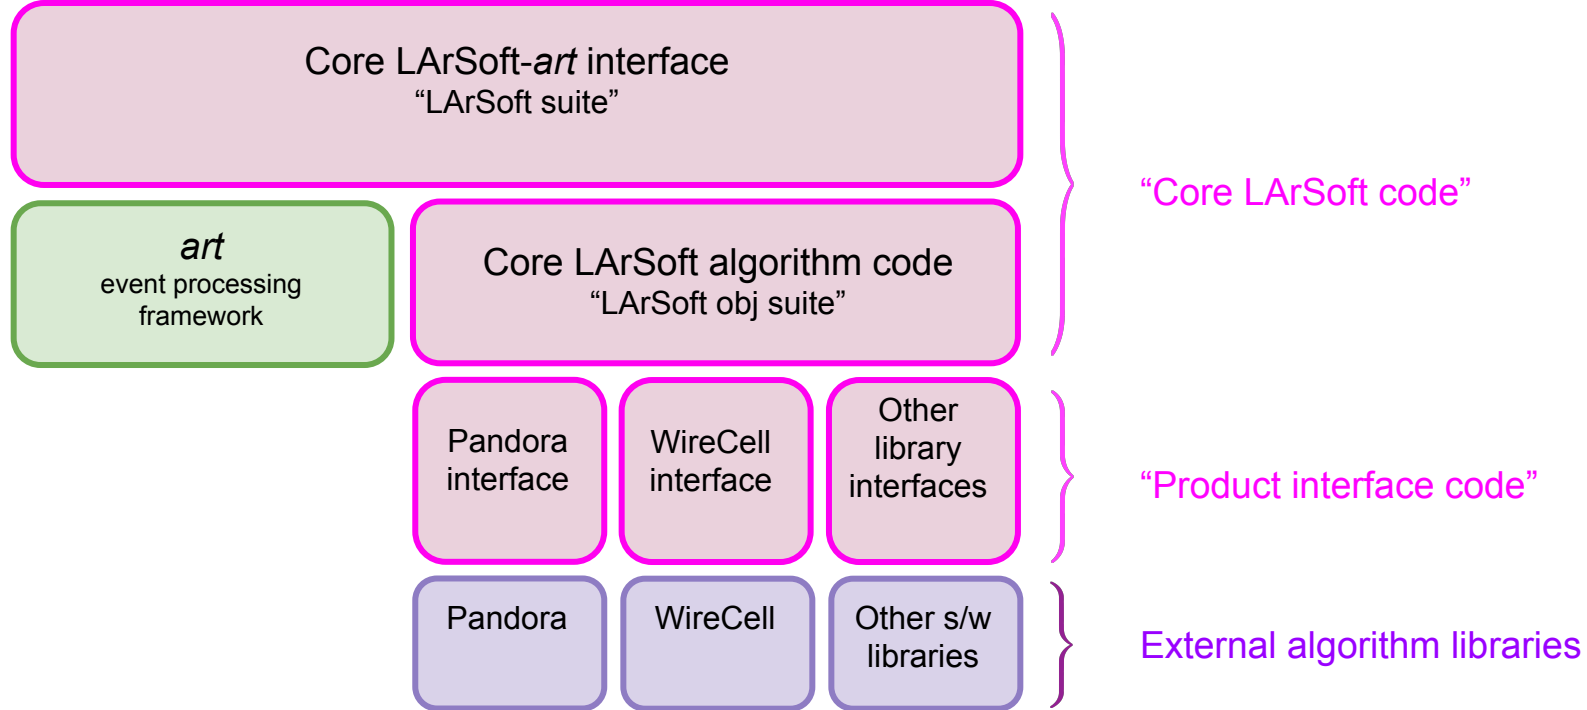 Core LArSoft-art interface
“LArSoft suite”
“Core LArSoft code”
art
event processing
framework
Core LArSoft algorithm code
“LArSoft obj suite”
Pandora
interface
WireCell
interface
Other
library
interfaces
“Product interface code”
Pandora
WireCell
Other s/w
libraries
External algorithm libraries